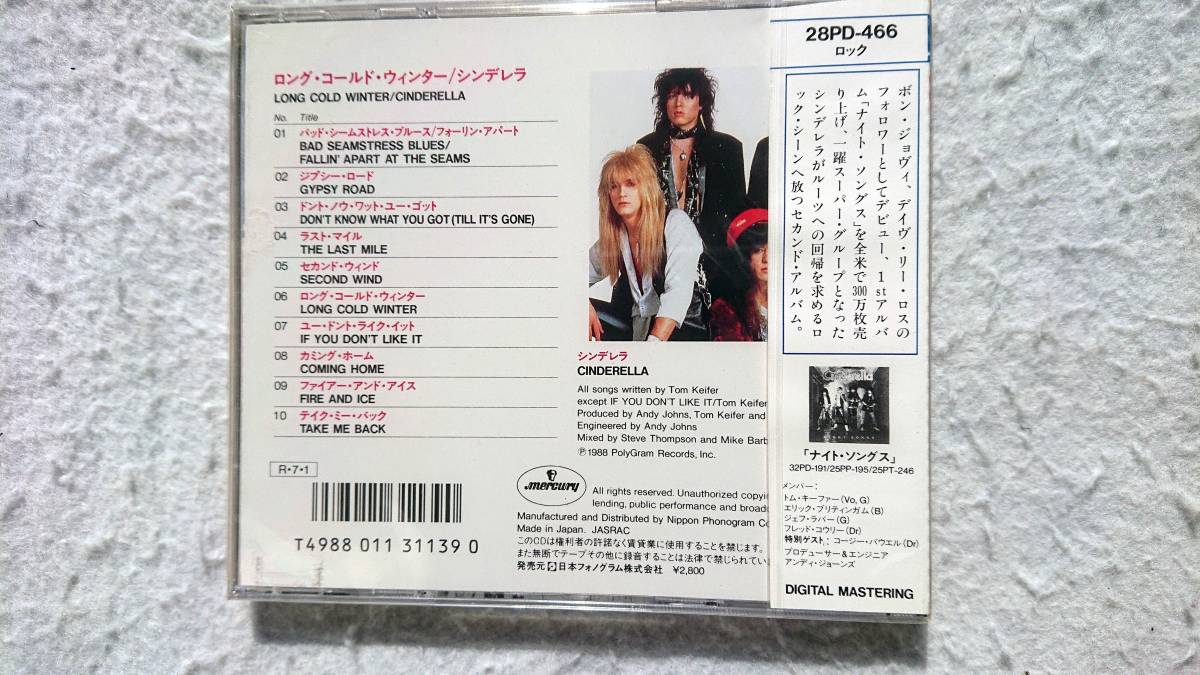 ロング・コールド・ウィンター/シンデレラ
LONG COLD WINTER/CINDERELLA
No. Title
01 バッド・シームストレス・ブルース/フォーリン・アパート
BAD SEAMSTRESS BLUES/
FALLIN' APART AT THE SEAMS
02 ジプシー・ロード
GYPSY ROAD
03 ドント・ノウ・ワット・ユー・ゴット
DON'T KNOW WHAT YOU GOT (TILL IT'S GONE)
04 ラスト・マイル
THE LAST MILE
05 セカンド・ウィンド
SECOND WIND
06 ロング・コールド・ウィンター
LONG COLD WINTER
07 ユー・ドント・ライク・イット
IF YOU DON'T LIKE IT
08 カミング・ホーム
COMING HOME
09 ファイアー・アンド・アイス
FIRE AND ICE
10 テイク・ミー・バック
TAKE ME BACK
R・7・1
T4988 011 31139 0
シンデレラ
CINDERELLA
All songs written by Tom Keifer
except IF YOU DON'T LIKE IT/Tom Keifer
Produced by Andy Johns, Tom Keifer and
Engineered by Andy Johns
Mixed by Steve Thompson and Mike Barb
℗1988 PolyGram Records, Inc.
mercury
All rights reserved. Unauthorized copyin
lending, public performance and broadc
Manufactured and Distributed by Nippon Phonogram Co
Made in Japan. JASRAC
このCDは権利者の許諾なく賃貸業に使用することを禁じます。
また無断でテープその他に録音することは法律で禁じられてい
発売元 日本フォノグラム株式会社 ¥2,800
28PD-466
ロック
ボン・ジョヴィ、デイヴ・リー・ロスの
フォロワーとしてデビュー、1stアルバ
ム「ナイト・ソングス」を全米で300万枚売
り上げ、一躍スーパー・グループとなった
シンデレラがルーツへの回帰を求めるロ
ック・シーンへ放つセカンド・アルバム。
Cinderella
NIGHT SONGS
「ナイト・ソングス」
32PD-191/25PP-195/25PT-246
メンバー:
トム・キーファー(Vo, G)
エリック・ブリティンガム(B)
ジェフ・ラバー(G)
フレッド・コウリー(Dr)
特別ゲスト: コージー・パウエル(Dr)
プロデューサー&エンジニア
アンディ・ジョーンズ
DIGITAL MASTERING